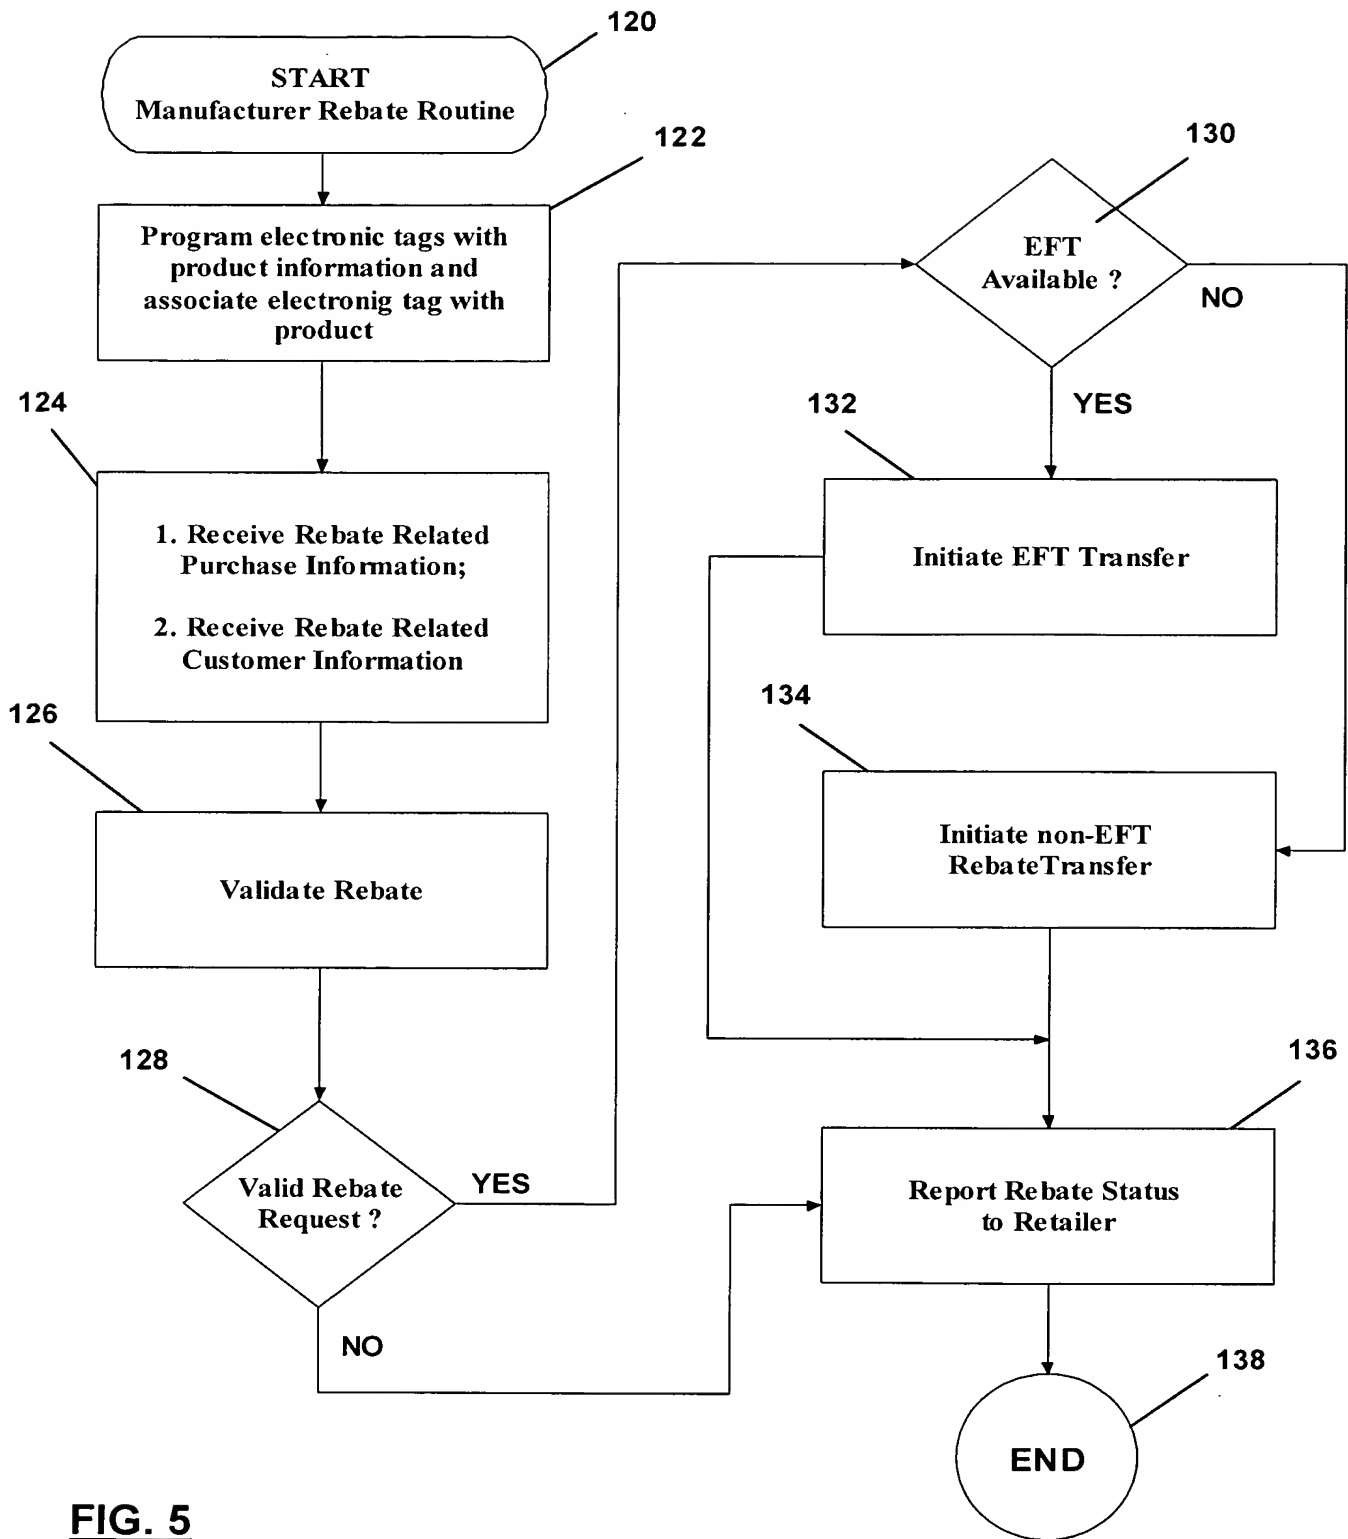 120
START
Manufacturer Rebate Routine
122
Program electronic tags with
product information and
associate electronig tag with
product
124
1. Receive Rebate Related
Purchase Information;
2. Receive Rebate Related
Customer Information
126
Validate Rebate
128
Valid Rebate
Request ?
YES
NO
130
EFT
Available ?
NO
YES
132
Initiate EFT Transfer
134
Initiate non-EFT
RebateTransfer
136
Report Rebate Status
to Retailer
138
END
FIG. 5